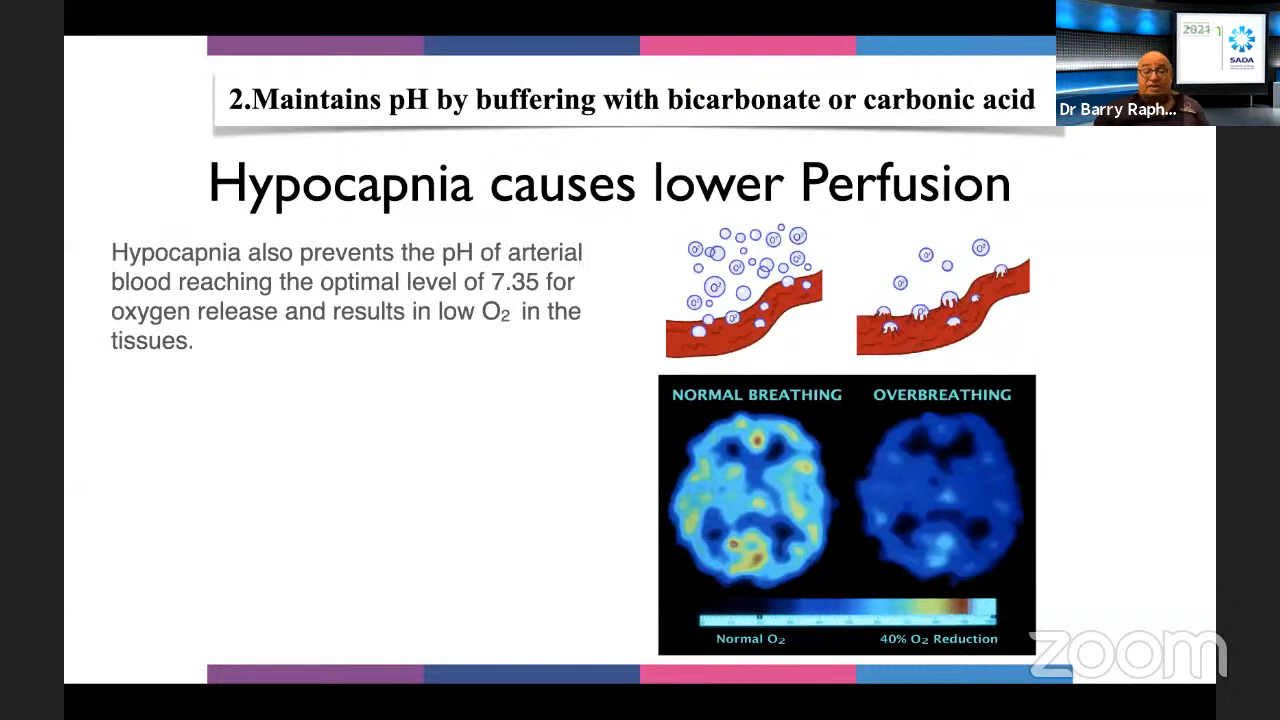 2021
SADA
Dr Barry Raph...
2.Maintains pH by buffering with bicarbonate or carbonic acid
Hypocapnia causes lower Perfusion
Hypocapnia also prevents the pH of arterial
blood reaching the optimal level of 7.35 for
oxygen release and results in low O₂ in the
tissues.
NORMAL BREATHING
OVERBREATHING
Normal O₂
40% O₂ Reduction
zoom